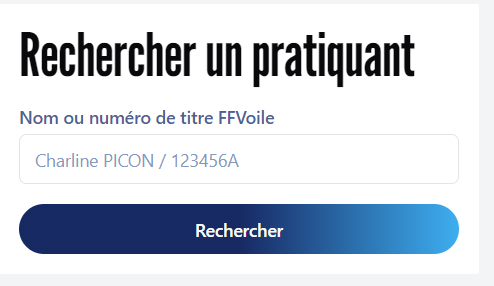 Rechercher un pratiquant
Nom ou numéro de titre FFVoile
Charline PICON / 123456A
Rechercher